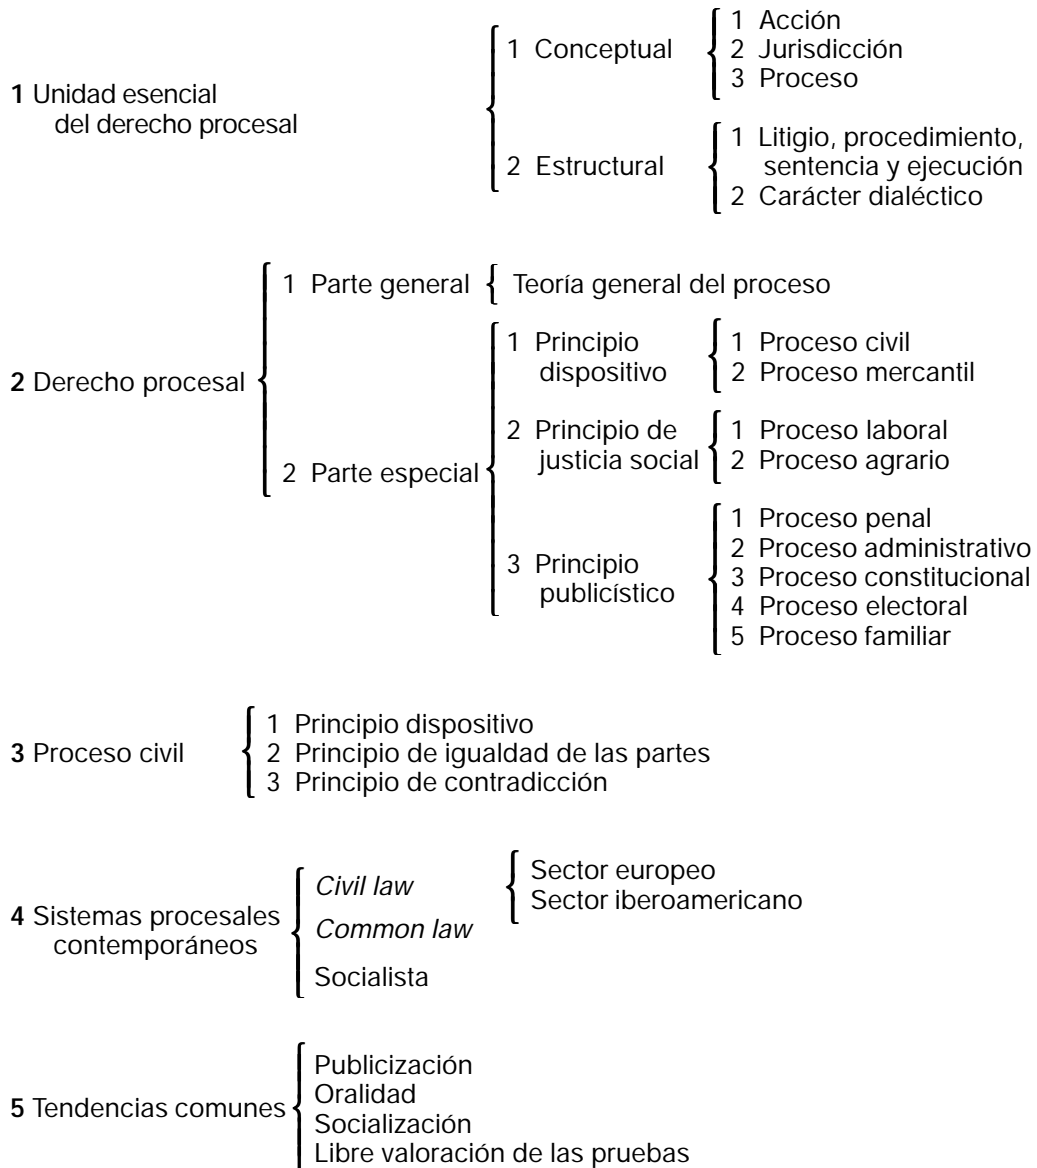 1 Unidad esencial
del derecho procesal
1 Conceptual
1 Acción
2 Jurisdicción
3 Proceso
2 Estructural
1 Litigio, procedimiento,
sentencia y ejecución
2 Carácter dialéctico
2 Derecho procesal
1 Parte general
Teoría general del proceso
2 Parte especial
1 Principio
dispositivo
1 Proceso civil
2 Proceso mercantil
2 Principio de
justicia social
1 Proceso laboral
2 Proceso agrario
3 Principio
publicístico
1 Proceso penal
2 Proceso administrativo
3 Proceso constitucional
4 Proceso electoral
5 Proceso familiar
3 Proceso civil
1 Principio dispositivo
2 Principio de igualdad de las partes
3 Principio de contradicción
4 Sistemas procesales
contemporáneos
Civil law
Sector europeo
Sector iberoamericano
Common law
Socialista
5 Tendencias comunes
Publicización
Oralidad
Socialización
Libre valoración de las pruebas